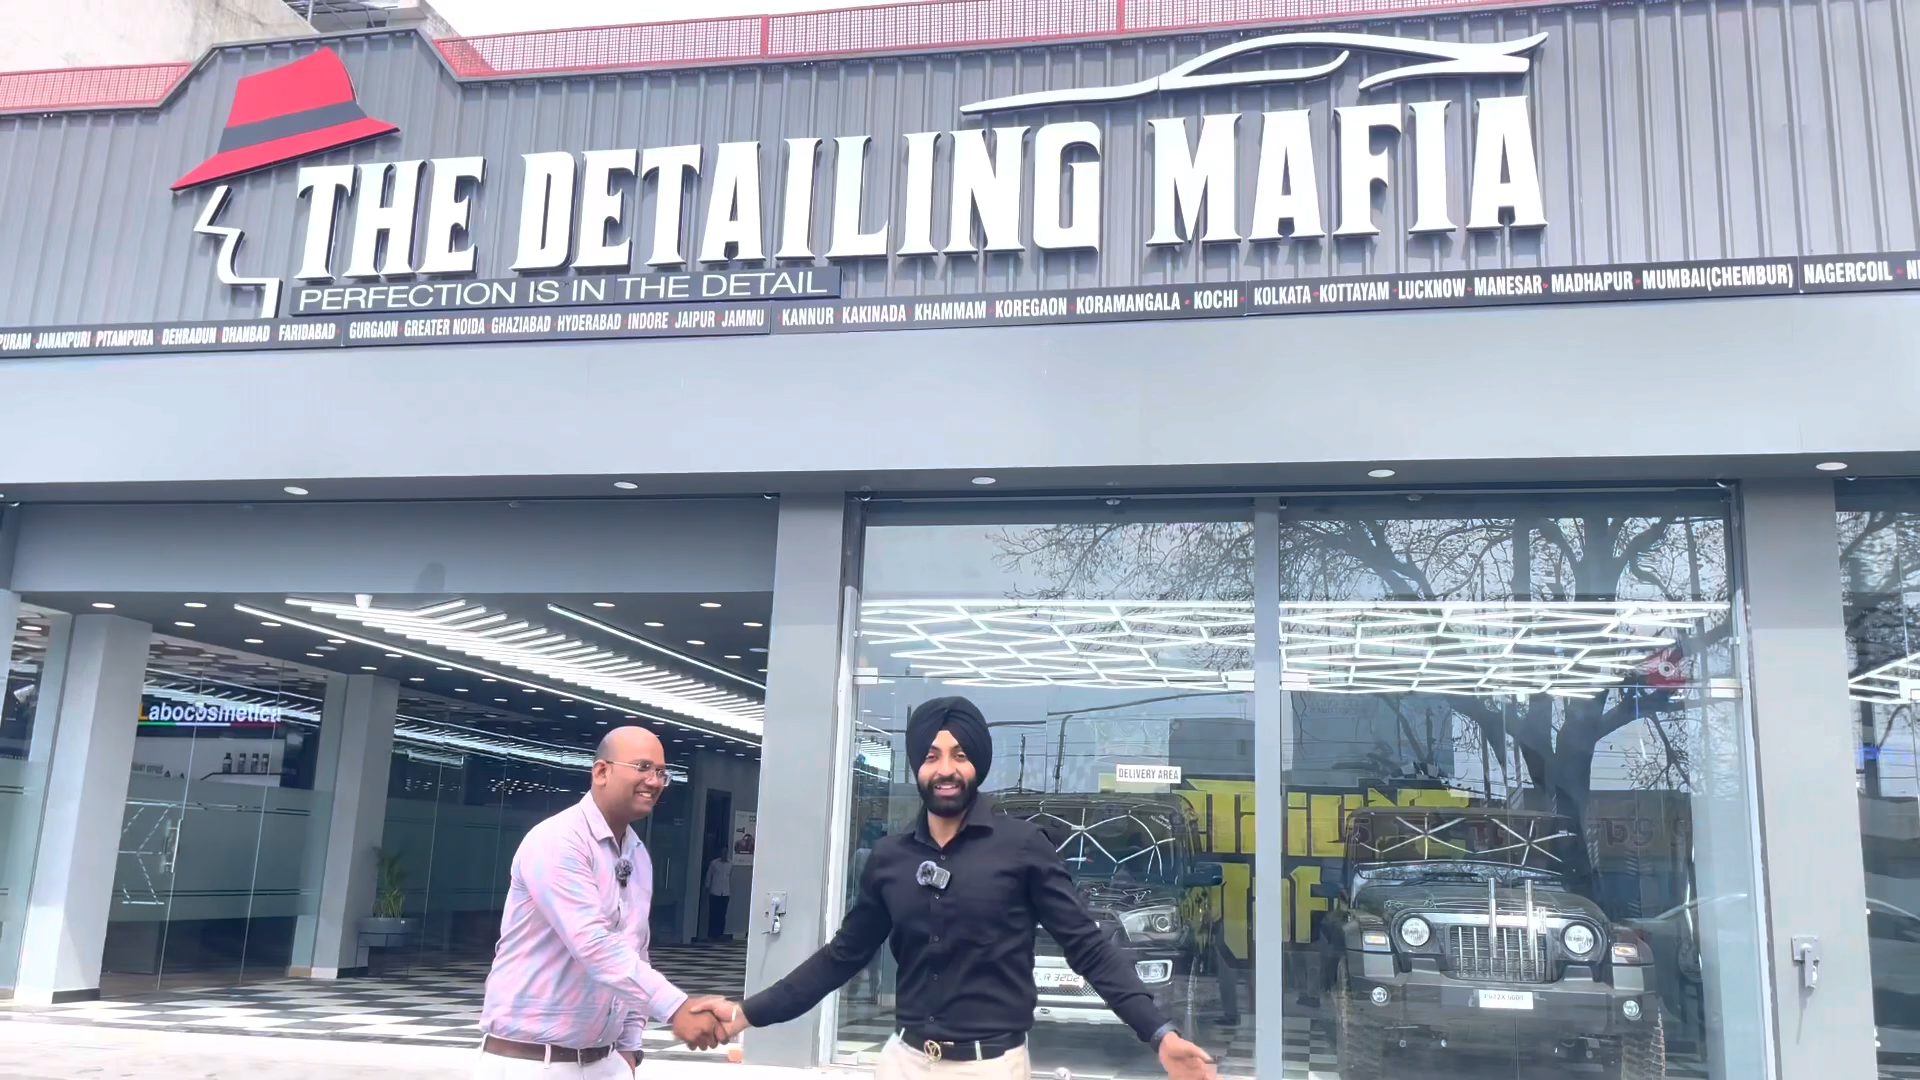 THE DETAILING MAFIA
PERFECTION IS IN THE DETAIL
JANAKPURI PITAMPURA DEHRADUN DHANBAD FARIDABAD GURGAON GREATER NOIDA GHAZIABAD HYDERABAD INDORE JAIPUR JAMMU KANNUR KAKINADA KHAMMAM KOREGAON KORAMANGALA KOCHI KOLKATA KOTTAYAM LUCKNOW MANESAR MADHAPUR MUMBAI(CHEMBUR) NAGERCOIL
Labocosmetica
DELIVERY AREA